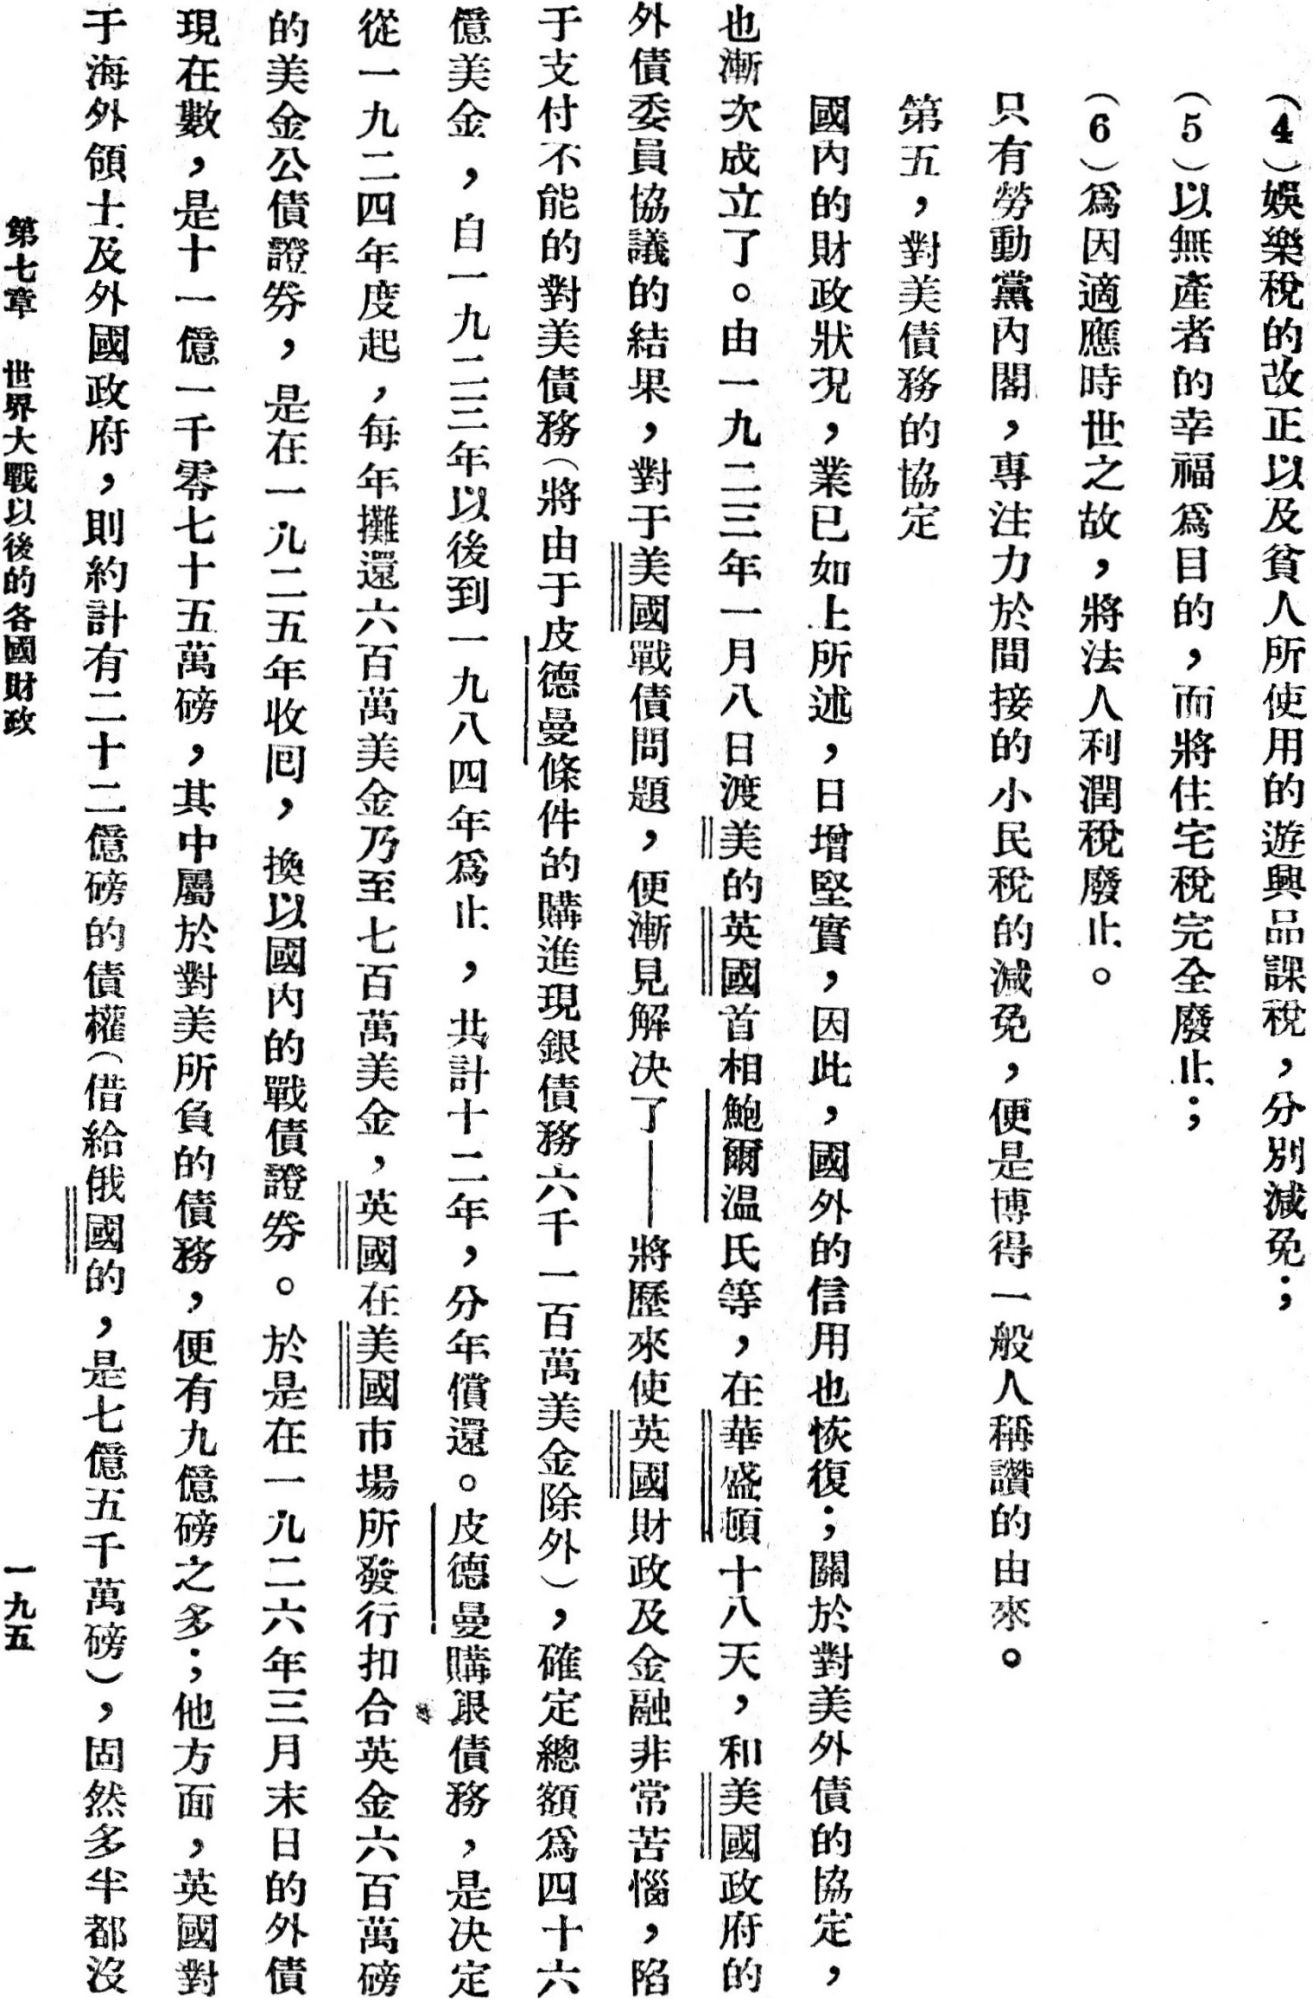 （4）娛樂稅的改正以及貧人所使用的遊興品課稅，分別減免；
（5）以無產者的幸福爲目的，而將住宅稅完全廢止；
（6）爲因適應時世之故，將法人利潤稅廢止。
只有勞動黨內閣，專注力於間接的小民稅的減免，便是博得一般人稱讚的由來。
第五，對美債務的協定
國內的財政狀況，業已如上所述，日增堅實，因此，國外的信用也恢復；關於對美外債的協定，
也漸次成立了。由一九二三年一月八日渡美的英國首相鮑爾温氏等，在華盛頓十八天，和美國政府的
外債委員協議的結果，對于美國戰債問題，便漸見解决了——將歷來使英國財政及金融非常苦惱，陷
于支付不能的對美債務（將由于皮德曼條件的購進現銀債務六千一百萬美金除外），確定總額爲四十六
億美金，自一九二三年以後到一九八四年爲止，共計十二年，分年償還。皮德曼購銀債務，是决定
從一九二四年度起，每年攤還六百萬美金乃至七百萬美金，英國在美國市場所發行扣合英金六百萬磅
的美金公債證券，是在一九二五年收回，換以國內的戰債證券。於是在一九二六年三月末日的外債
現在數，是十一億一千零七十五萬磅，其中屬於對美所負的債務，便有九億磅之多；他方面，英國對
于海外領土及外國政府，則約計有二十二億磅的債權（借給俄國的，是七億五千萬磅），固然多半都沒
第七章　世界大戰以後的各國財政
一九五